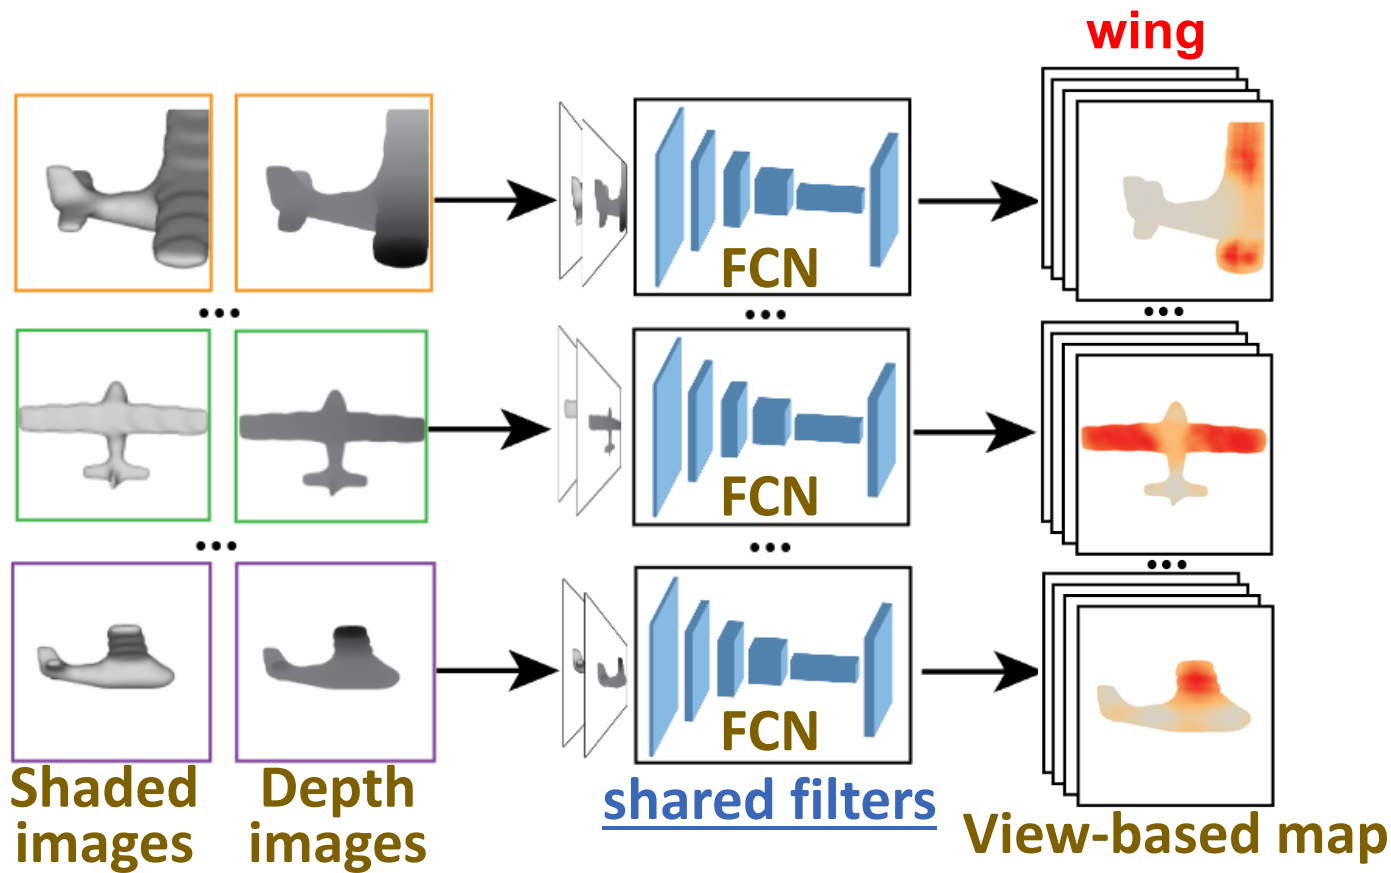 wing
FCN
FCN
FCN
Shaded
images
Depth
images
shared filters
View-based map